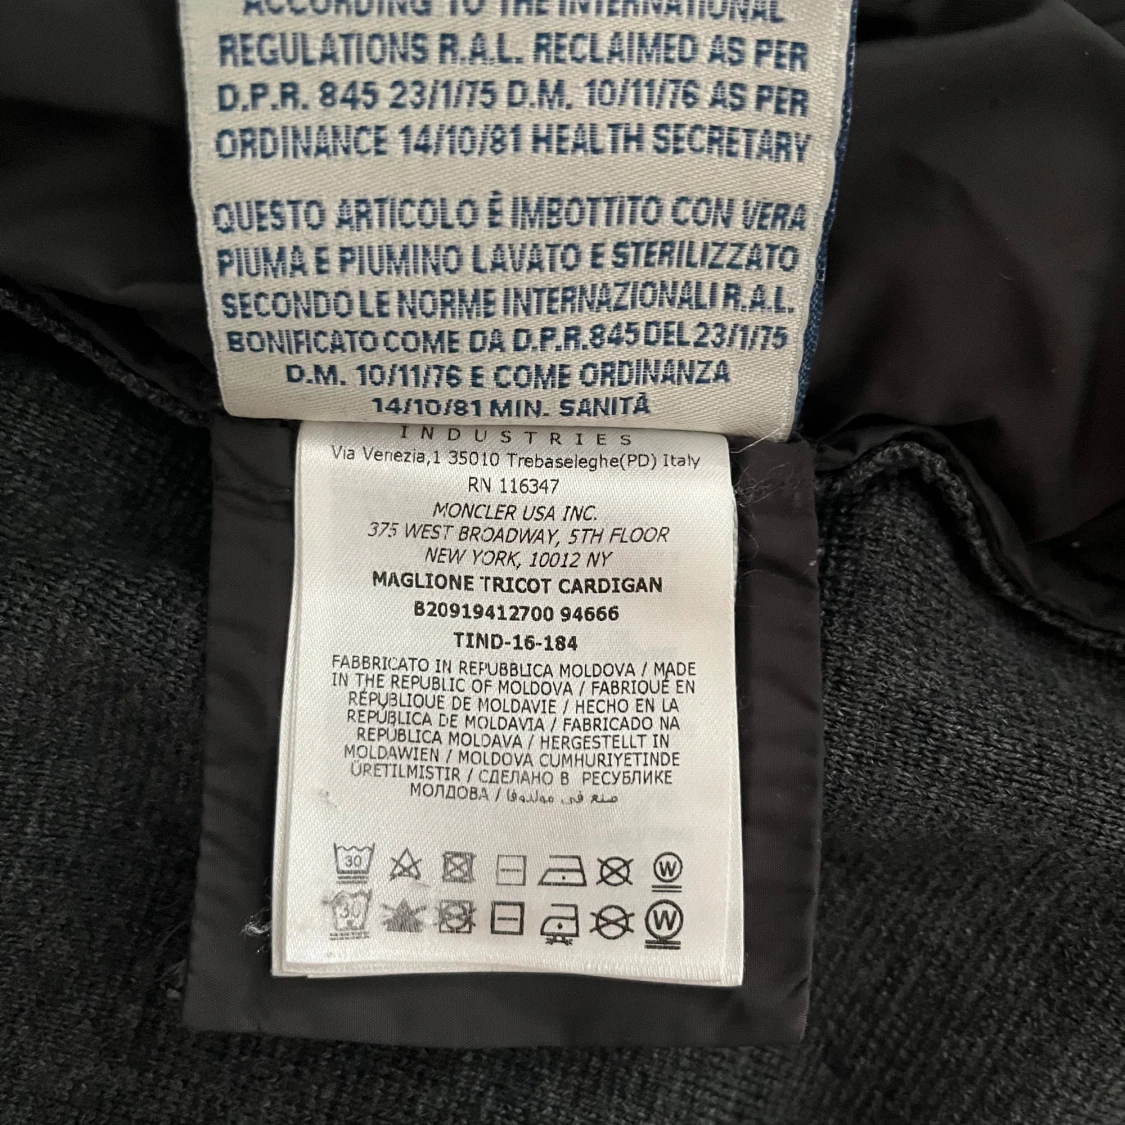 ACCORDING TO THE INTERNATIONAL
REGULATIONS R.A.L. RECLAIMED AS PER
D.P.R. 845 23/1/75 D.M. 10/11/76 AS PER
ORDINANCE 14/10/81 HEALTH SECRETARY
QUESTO ARTICOLO È IMBOTTITO CON VERA
PIUMA E PIUMINO LAVATO E STERILIZZATO
SECONDO LE NORME INTERNAZIONALI R.A.L.
BONIFICATO COME DA D.P.R.845 DEL 23/1/75
D.M. 10/11/76 E COME ORDINANZA
14/10/81 MIN. SANITÀ
INDUSTRIES
Via Venezia,1 35010 Trebaseleghe(PD) Italy
RN 116347
MONCLER USA INC.
375 WEST BROADWAY, 5TH FLOOR
NEW YORK, 10012 NY
MAGLIONE TRICOT CARDIGAN
B20919412700 94666
TIND-16-184
FABBRICATO IN REPUBBLICA MOLDOVA / MADE
IN THE REPUBLIC OF MOLDOVA / FABRIQUÉ EN
RÉPUBLIQUE DE MOLDAVIE / HECHO EN LA
REPÚBLICA DE MOLDAVIA / FABRICADO NA
REPÚBLICA MOLDAVA / HERGESTELLT IN
MOLDAWIEN / MOLDOVA CUMHURIYETINDE
ÜRETILMISTIR / СДЕЛАНО В РЕСУБЛИКЕ
МОЛДОВА / صنع في مولدوفا
30 W
30 W